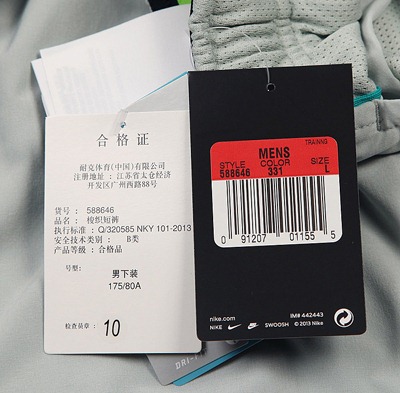 合格证
耐克体育(中国)有限公司
注册地址：江苏省太仓经济
开发区广州西路88号
货号： 588646
品名： 梭织短裤
执行标准：Q/320585 NKY 101-2013
安全技术类别： B类
产品等级：合格品
号型：
男下装
175/80A
检查员章： 10
TRAINING
MENS
STYLE COLOR SIZE
588646 331 L
0 91207 01155 5
nike.com IM# 442443
NIKE SWOOSH © 2013 Nike
DRI-